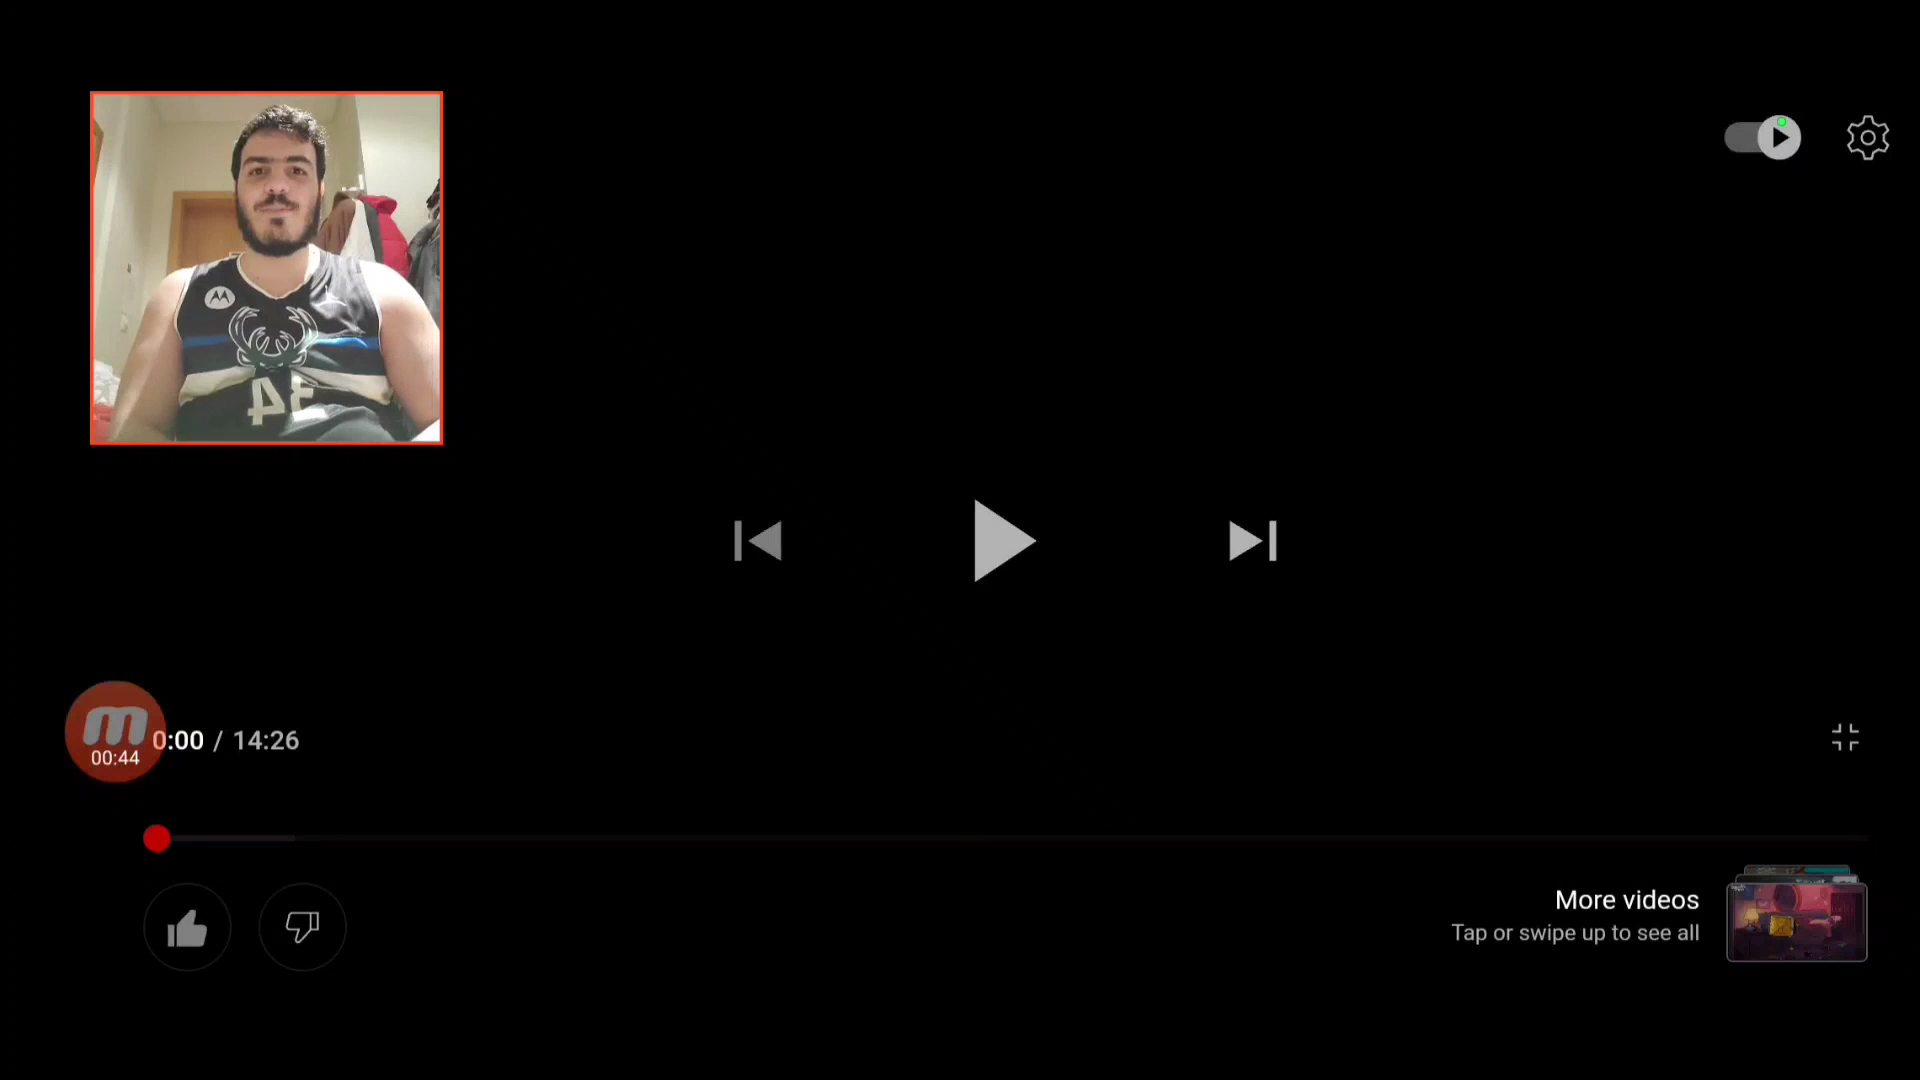 34
m
00:44
0:00 / 14:26
More videos
Tap or swipe up to see all